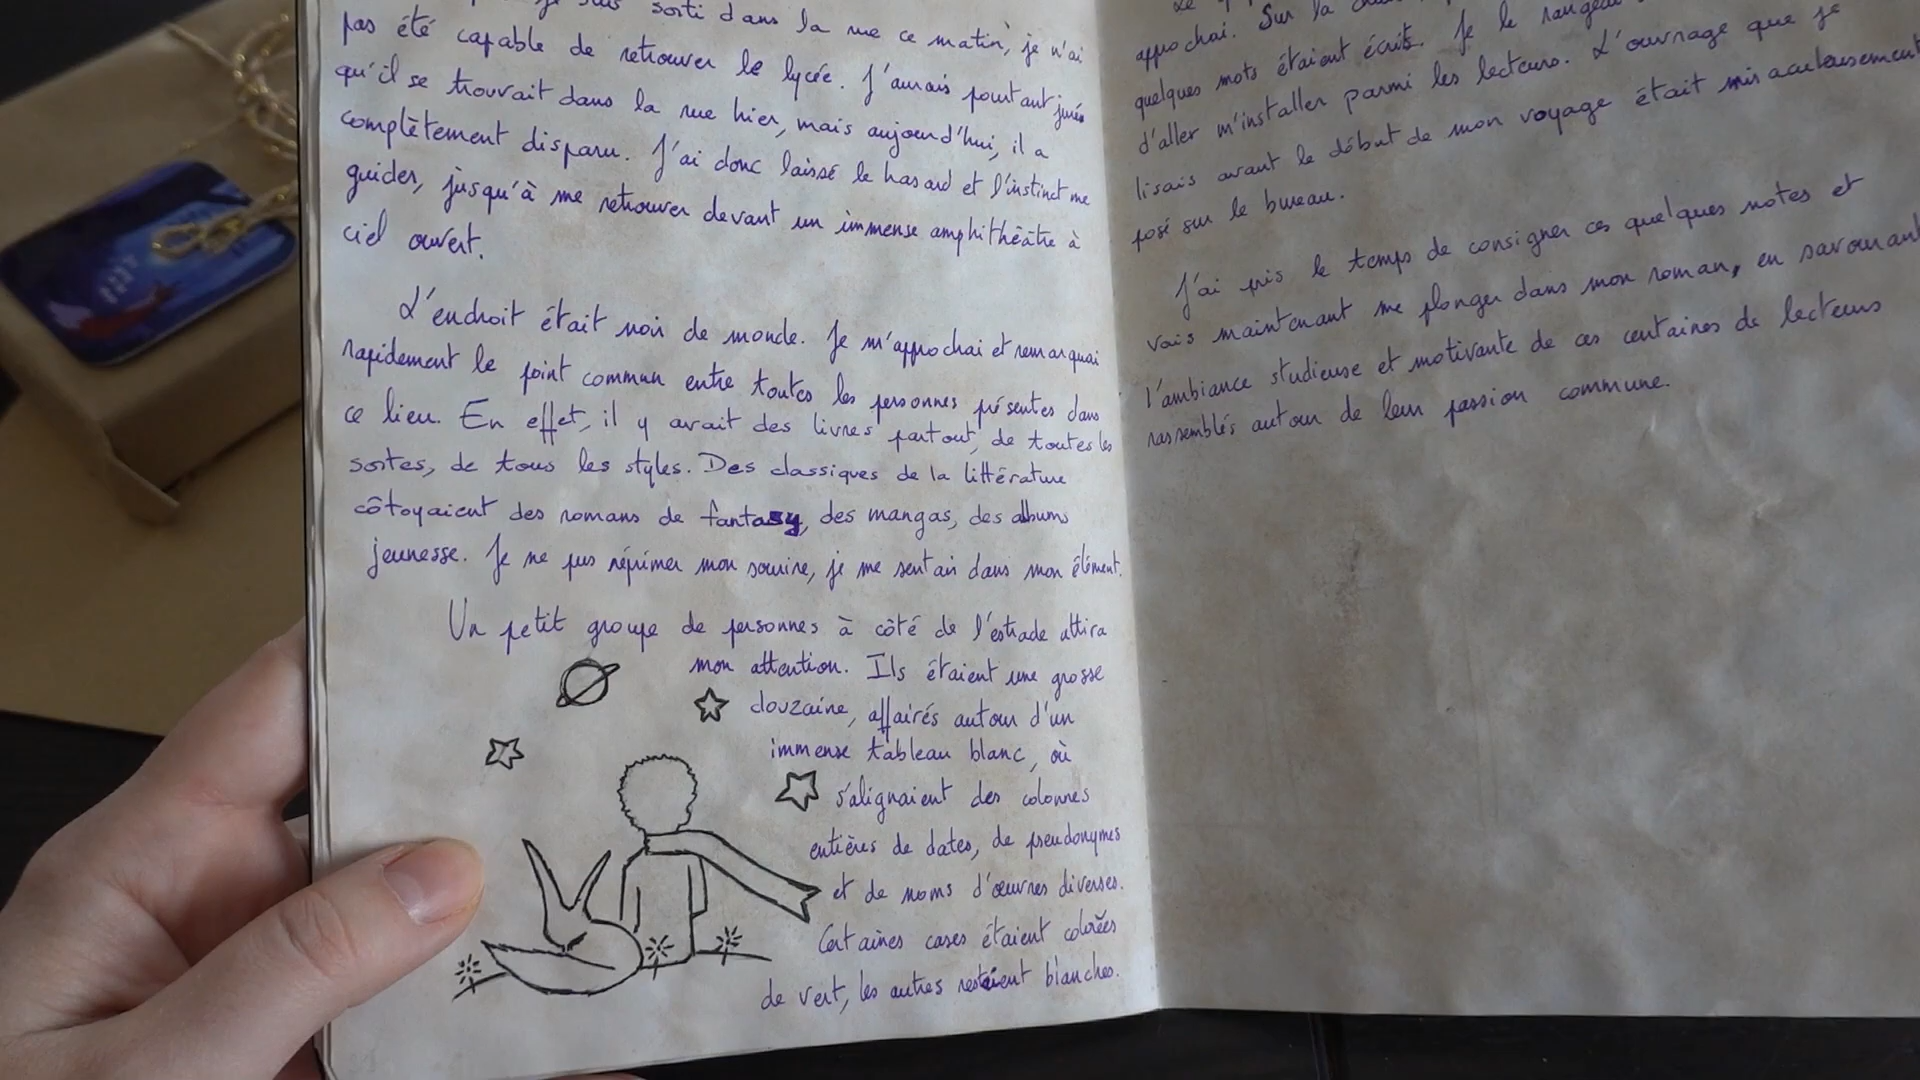 sorti dans la rue ce matin, je n'ai
pas été capable de retrouver le lycée. J'aurais pourtant juré
qu'il se trouvait dans la rue hier, mais aujourd'hui, il a
complètement disparu. J'ai donc laissé le hasard et l'instinct me
guider, jusqu'à me retrouver devant un immense amphithéâtre à
ciel ouvert.
L'endroit était noir de monde. Je m'approchai et remarquai
rapidement le point commun entre toutes les personnes présentes dans
ce lieu. En effet, il y avait des livres partout, de toutes les
sortes, de tous les styles. Des classiques de la littérature
côtoyaient des romans de fantasy, des mangas, des albums
jeunesse. Je ne pus réprimer mon sourire, je me sentais dans mon élément.
Un petit groupe de personnes à côté de l'estrade attira
mon attention. Ils étaient une grosse
douzaine, affairés autour d'un
immense tableau blanc, où
s'alignaient des colonnes
entières de dates, de pseudonymes
et de noms d'œuvres diverses.
Certaines cases étaient colorées
de vert, les autres restaient blanches.
approchai. Sur la
quelques mots étaient écrits. Je le rangeai
d'aller m'installer parmi les lecteurs. L'ouvrage que je
lisais avant le début de mon voyage était miraculeusement
posé sur le bureau.
J'ai pris le temps de consigner ces quelques notes et
vais maintenant me plonger dans mon roman, en savourant
l'ambiance studieuse et motivante de ces centaines de lecteurs
rassemblés autour de leur passion commune.